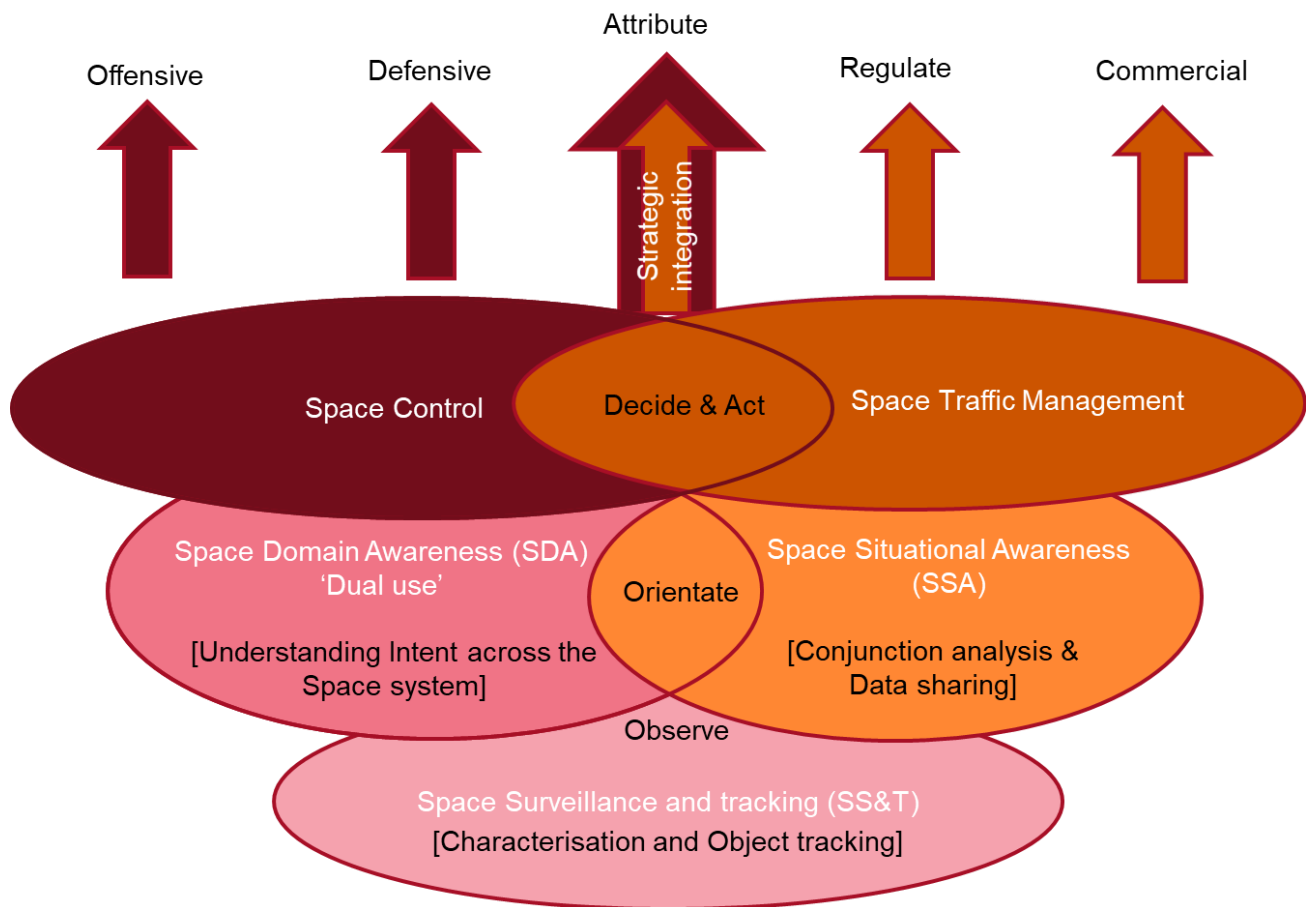 Attribute
Offensive
Defensive
Regulate
Commercial
Strategic
integration
Space Control
Decide & Act
Space Traffic Management
Space Domain Awareness (SDA)
‘Dual use’
Space Situational Awareness
(SSA)
Orientate
[Understanding Intent across the
Space system]
[Conjunction analysis &
Data sharing]
Observe
Space Surveillance and tracking (SS&T)
[Characterisation and Object tracking]